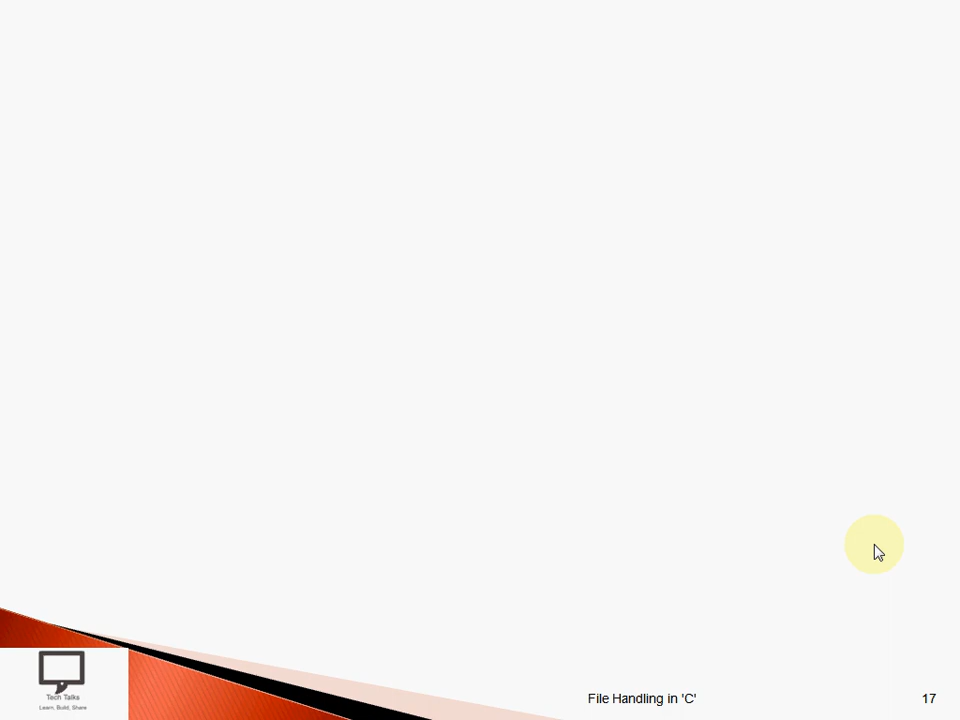 Tech Talks
Learn, Build, Share
File Handling in 'C'
17